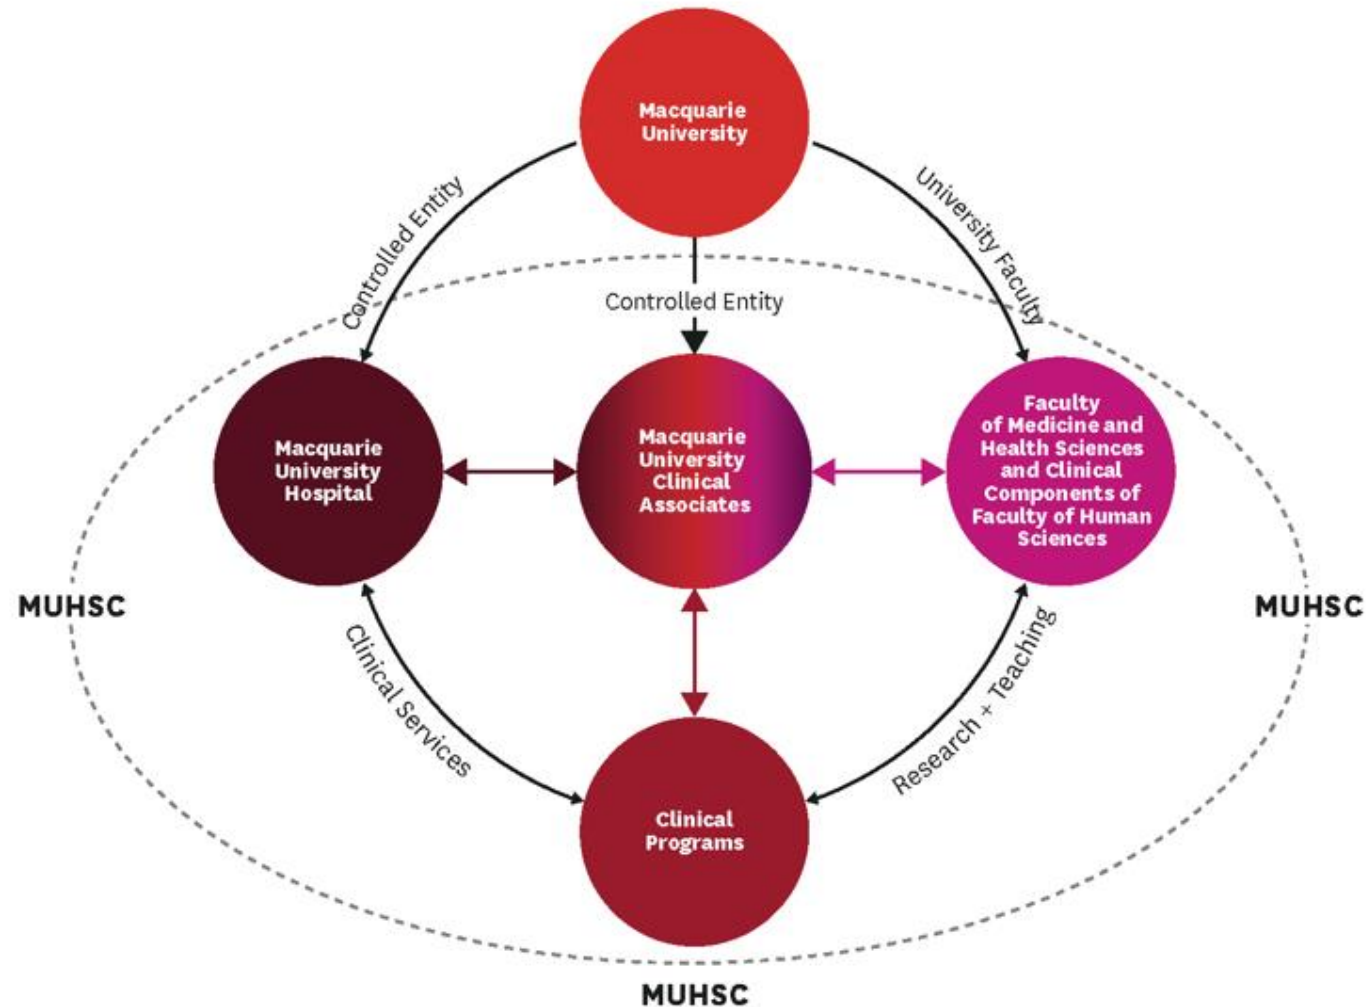 Macquarie
University
Controlled Entity
University Faculty
Controlled Entity
Macquarie
University
Hospital
Macquarie
University
Clinical
Associates
Faculty
of Medicine and
Health Sciences
and Clinical
Components of
Faculty of Human
Sciences
MUHSC
MUHSC
Clinical Services
Research + Teaching
Clinical
Programs
MUHSC